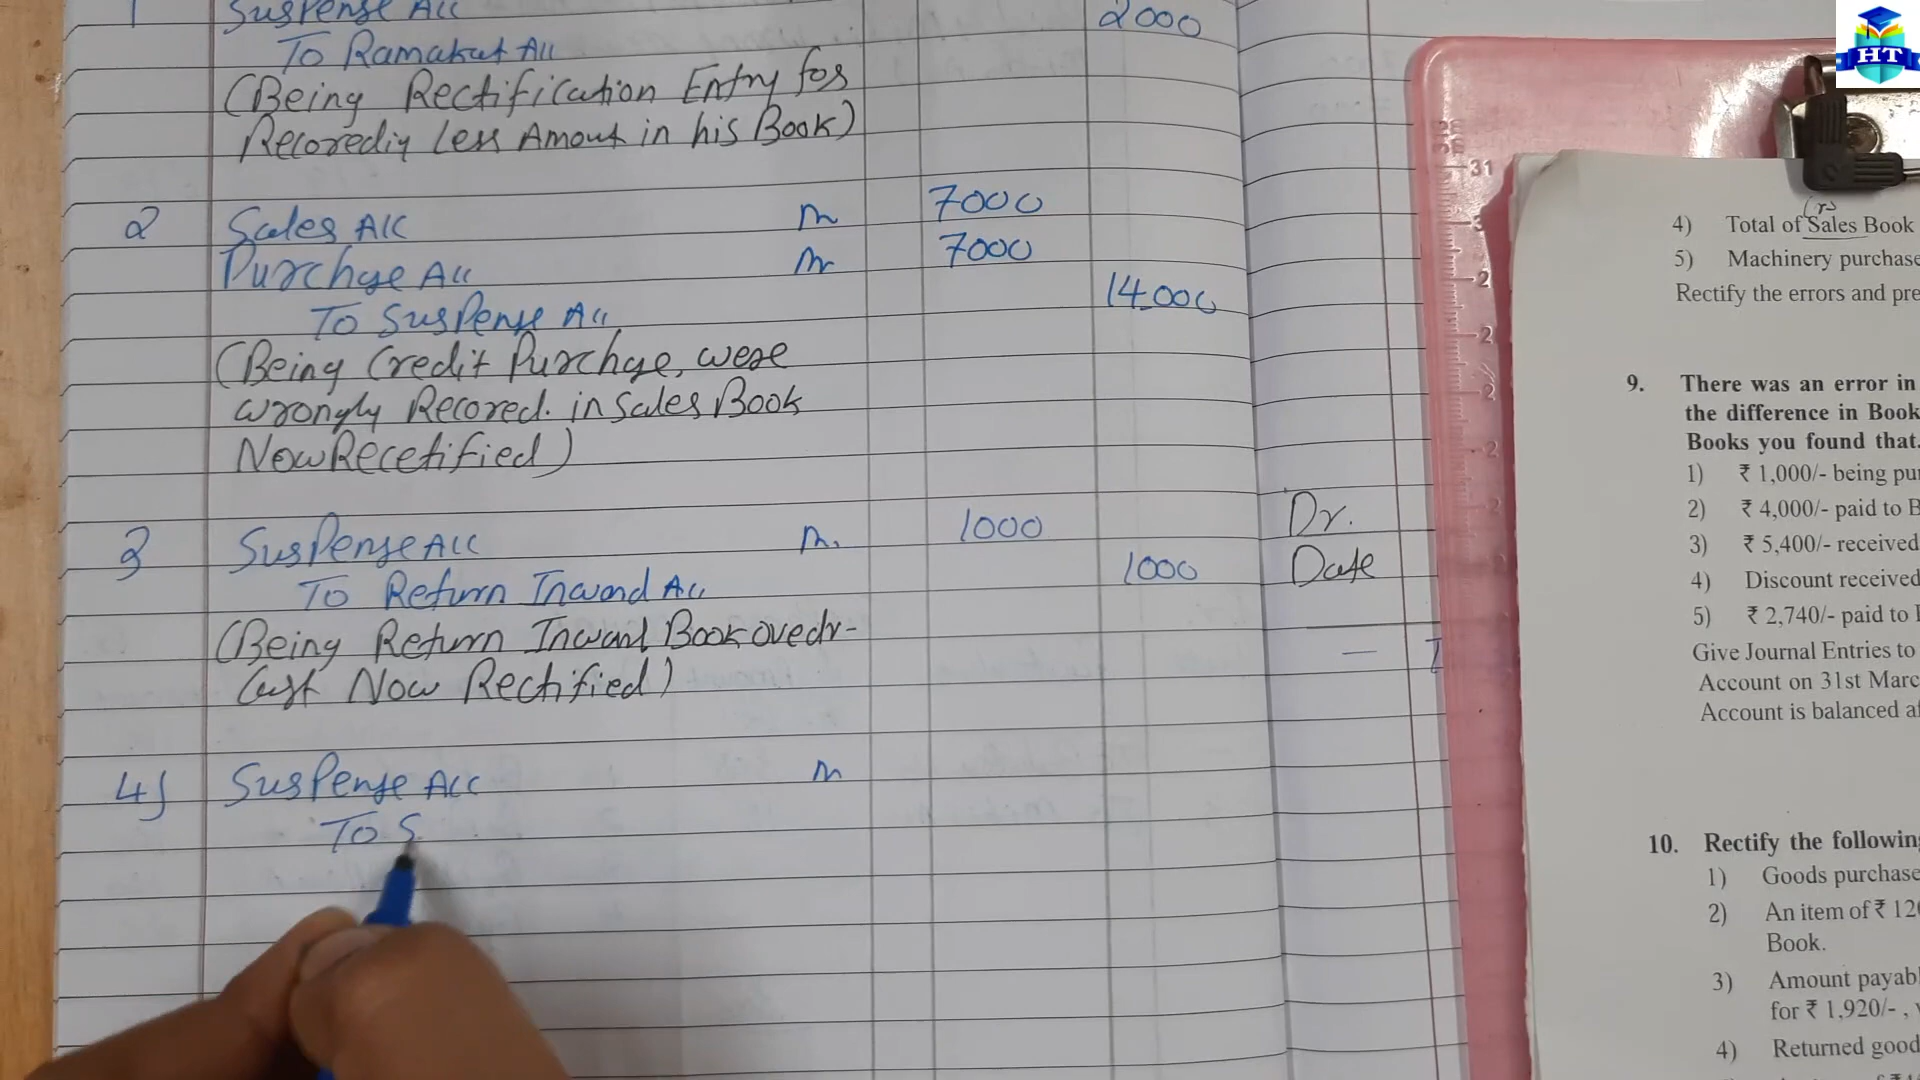 1 Suspense A/c
2000
To Ramakat A/c
(Being Rectification Entry for
Recoredig Less Amout in his Book)
2 Sales A/c Dr 7000
Purchase A/c Dr 7000
To Suspense A/c 14000
(Being Credit Purchase, were
wrongly Recored. in Sales Book
Now Recetified)
3 Suspense A/c Dr. 1000
To Return Inward A/c 1000
(Being Return Inward Book overdr-
Cast Now Rectified)
4) Suspense A/c Dr
To S
Dr.
Date
HT
31
4) Total of Sales Book
5) Machinery purchase
Rectify the errors and pre
9. There was an error in
the difference in Book
Books you found that.
1) ₹ 1,000/- being pu
2) ₹ 4,000/- paid to B
3) ₹ 5,400/- received
4) Discount received
5) ₹ 2,740/- paid to
Give Journal Entries to
Account on 31st Marc
Account is balanced af
10. Rectify the following
1) Goods purchase
2) An item of ₹ 12
Book.
3) Amount payabl
for ₹ 1,920/- ,
4) Returned good